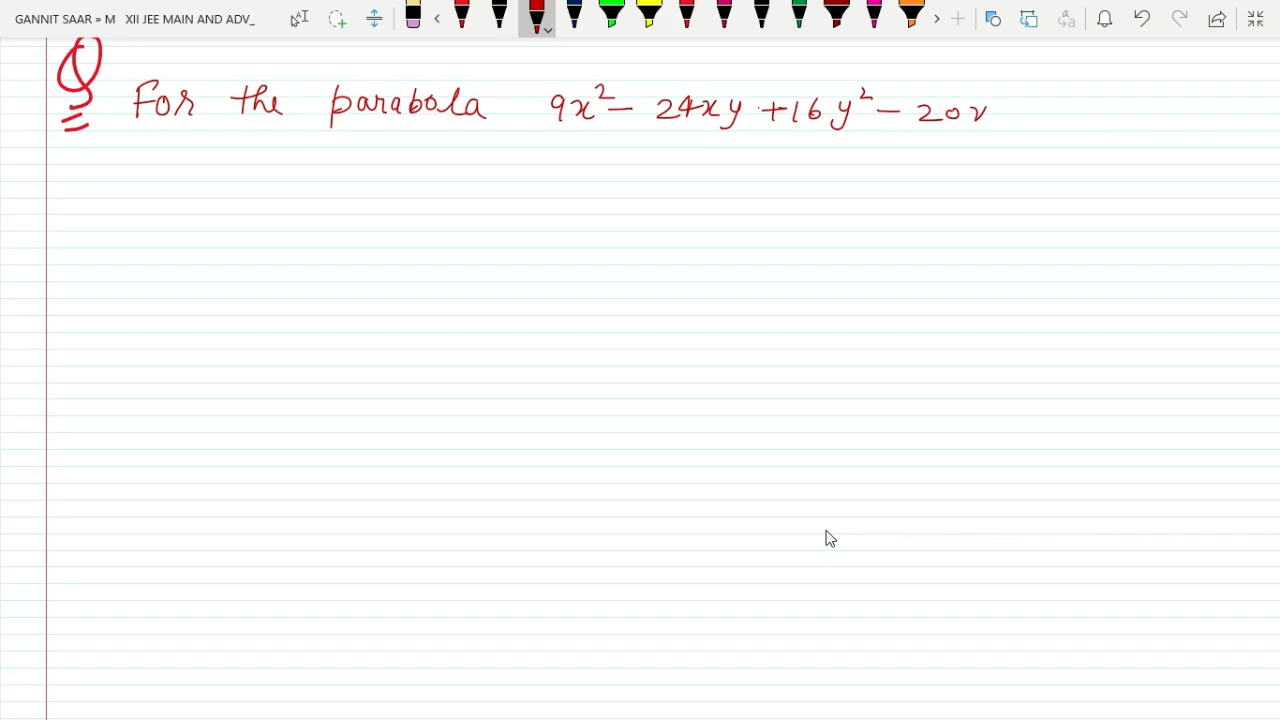 GANNIT SAAR » M XII JEE MAIN AND ADV_
Q For the parabola 9x² - 24xy + 16y² - 20